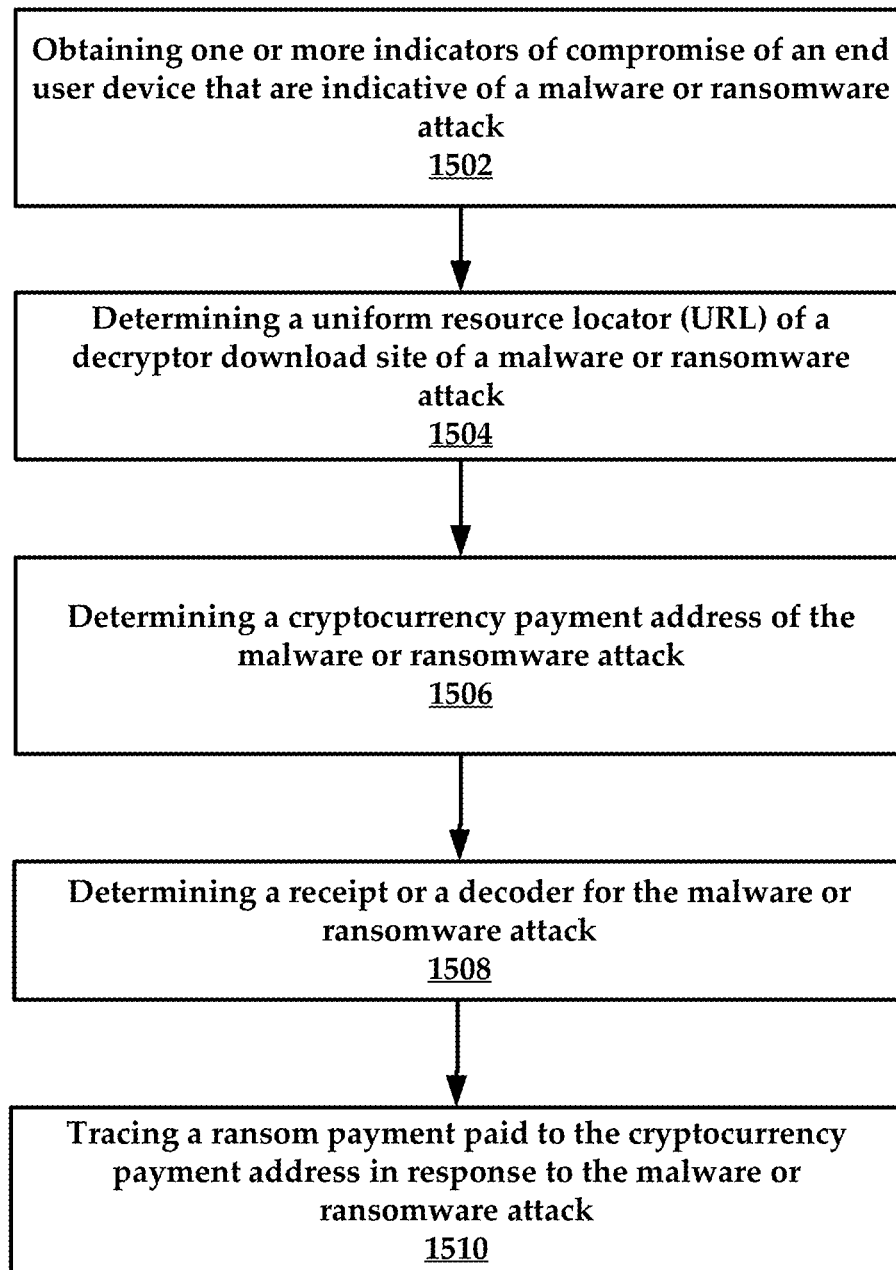 Obtaining one or more indicators of compromise of an end
user device that are indicative of a malware or ransomware
attack
1502
Determining a uniform resource locator (URL) of a
decryptor download site of a malware or ransomware
attack
1504
Determining a cryptocurrency payment address of the
malware or ransomware attack
1506
Determining a receipt or a decoder for the malware or
ransomware attack
1508
Tracing a ransom payment paid to the cryptocurrency
payment address in response to the malware or
ransomware attack
1510